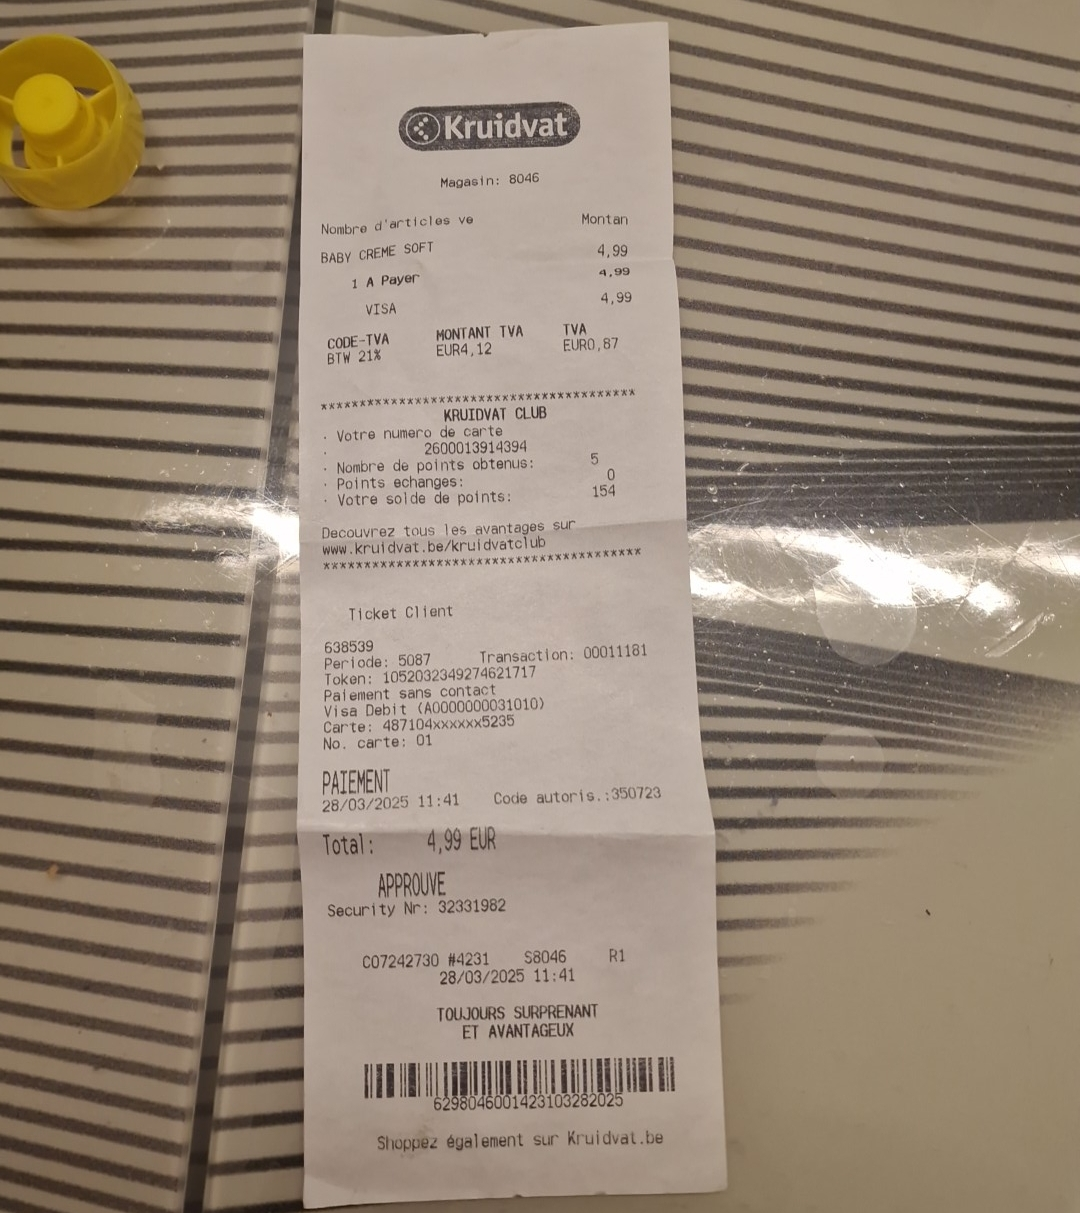 Kruidvat
Magasin: 8046
Nombre d'articles ve Montan
BABY CREME SOFT 4,99
1 A Payer 4,99
VISA 4,99
CODE-TVA MONTANT TVA TVA
BTW 21% EUR4,12 EUR0,87
****************************************
KRUIDVAT CLUB
. Votre numero de carte
. 2600013914394
. Nombre de points obtenus: 5
. Points echanges: 0
. Votre solde de points: 154
Decouvrez tous les avantages sur
www.kruidvat.be/kruidvatclub
****************************************
Ticket Client
638539
Periode: 5087 Transaction: 00011181
Token: 1052032349274621717
Paiement sans contact
Visa Debit (A0000000031010)
Carte: 487104xxxxxx5235
No. carte: 01
PAIEMENT
28/03/2025 11:41 Code autoris.:350723
Total: 4,99 EUR
APPROUVE
Security Nr: 32331982
C07242730 #4231 S8046 R1
28/03/2025 11:41
TOUJOURS SURPRENANT
ET AVANTAGEUX
6298046001423103282025
Shoppez également sur Kruidvat.be